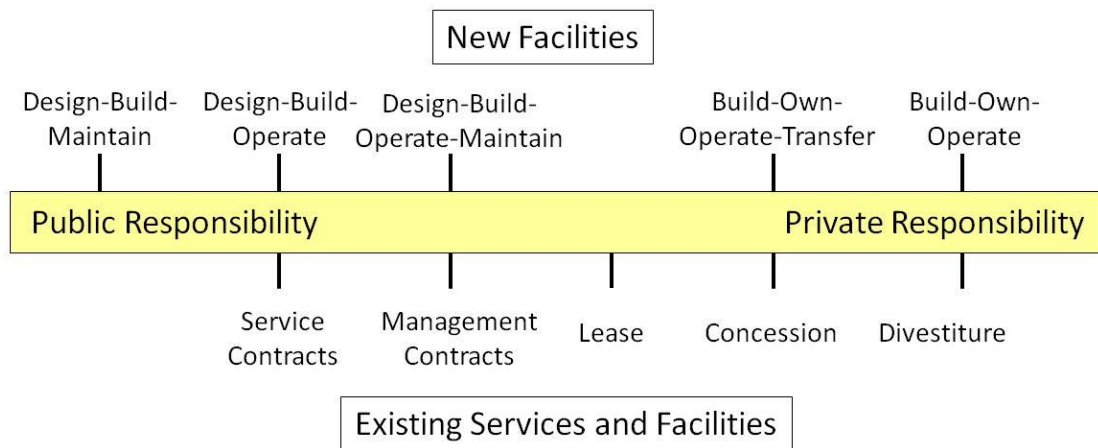 New Facilities
Design-Build-
Maintain
Design-Build-
Operate
Design-Build-
Operate-Maintain
Build-Own-
Operate-Transfer
Build-Own-
Operate
Public Responsibility
Private Responsibility
Service
Contracts
Management
Contracts
Lease
Concession
Divestiture
Existing Services and Facilities